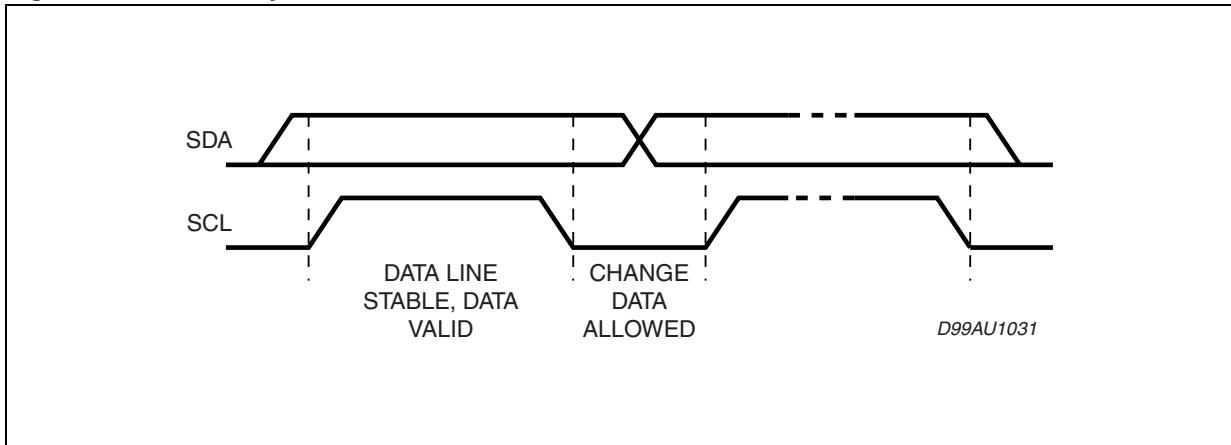 SDA
SCL
DATA LINE
STABLE, DATA
VALID
CHANGE
DATA
ALLOWED
D99AU1031